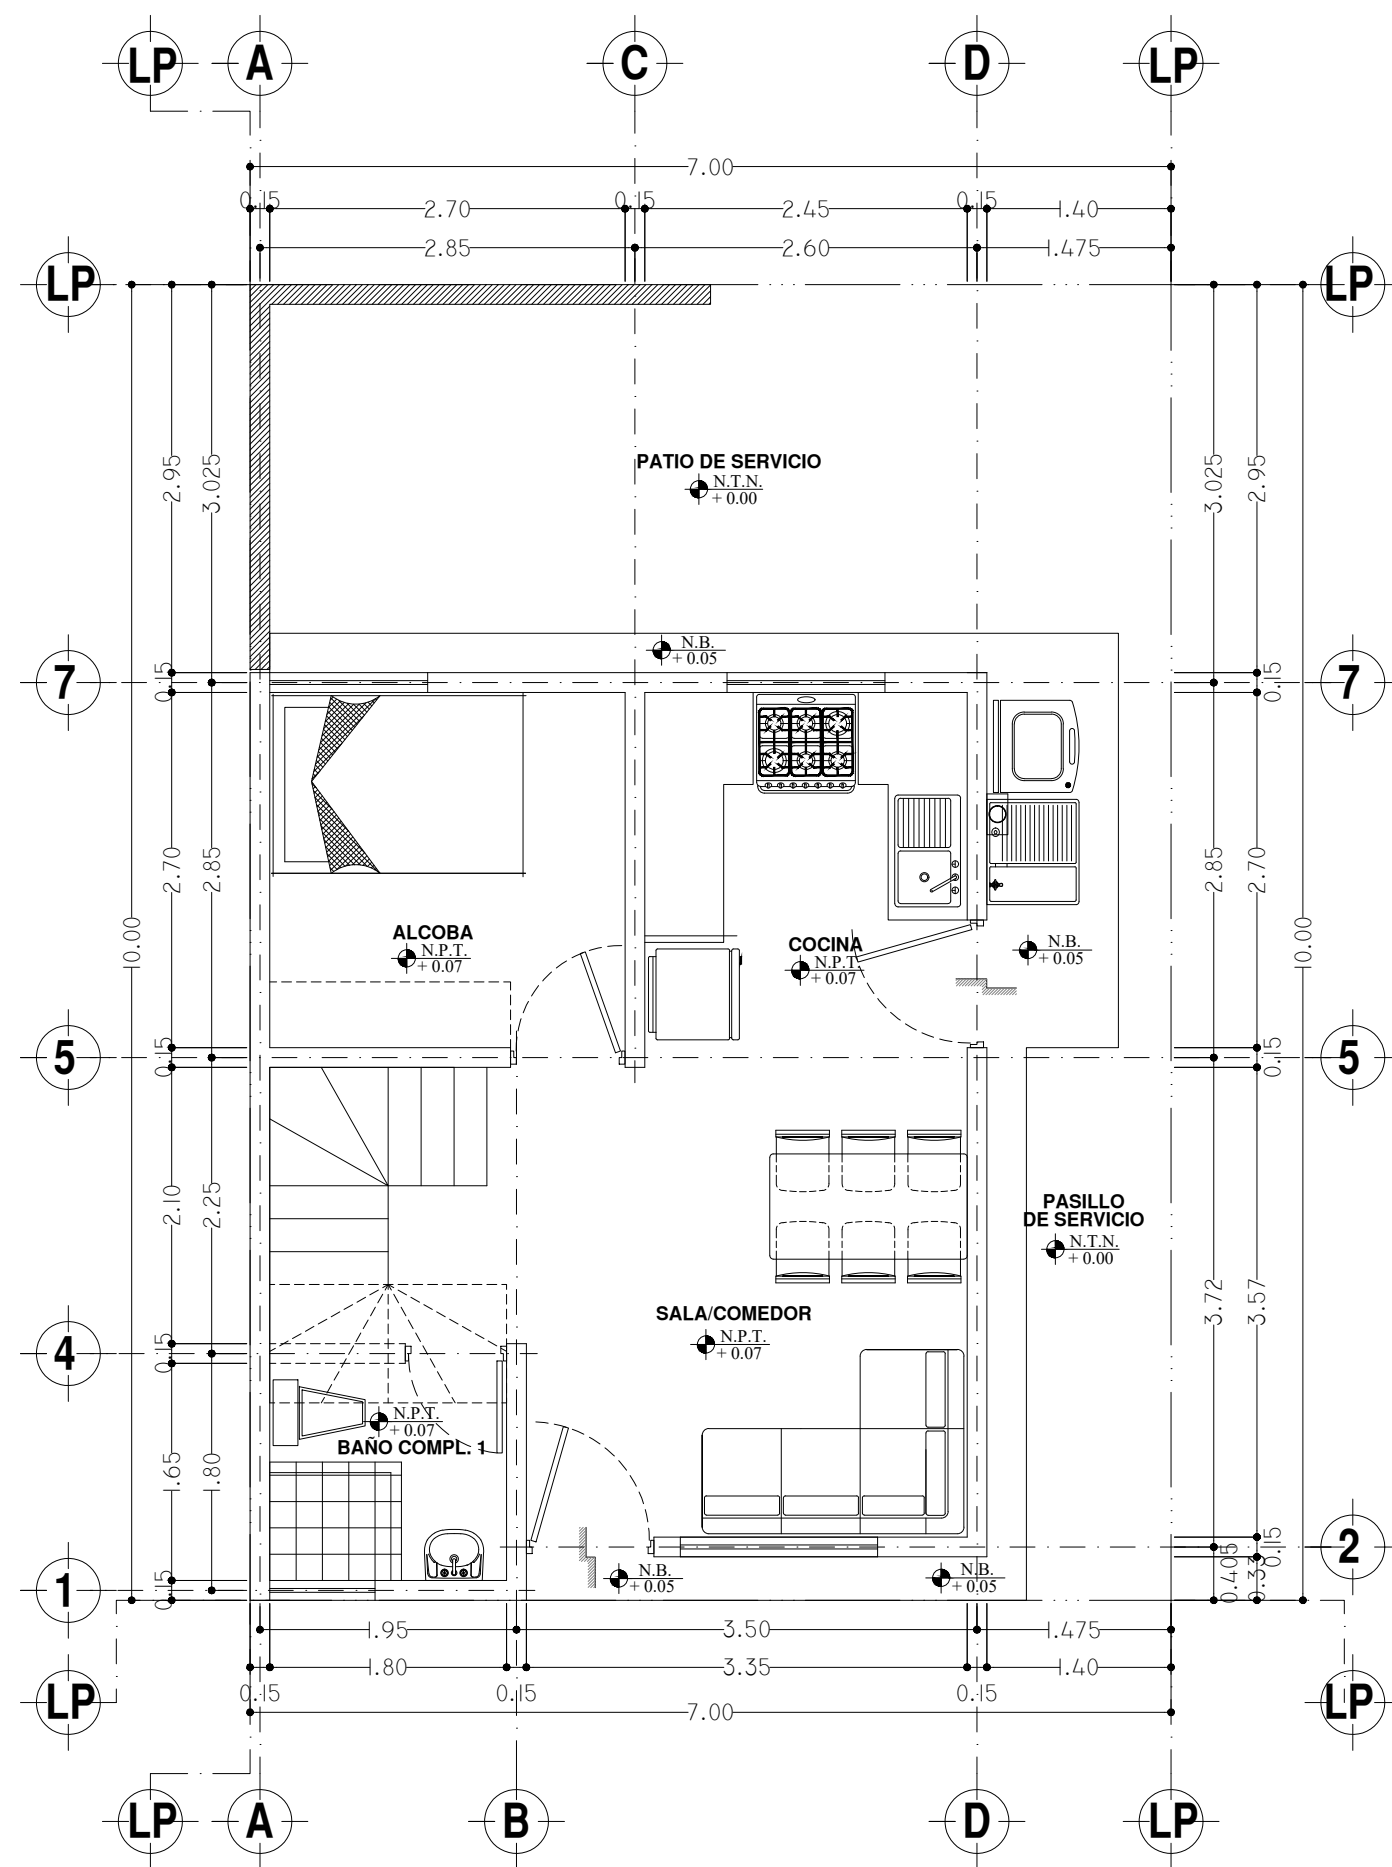 LP A C D LP
7.00
0.15 2.70 0.15 2.45 0.15 1.40
2.85 2.60 1.475
LP LP
2.95 3.025 3.025 2.95
PATIO DE SERVICIO
N.T.N.
+ 0.00
N.B.
+ 0.05
7 0.15 0.15 7
10.00 2.70 2.85 2.85 2.70 10.00
ALCOBA
N.P.T.
+ 0.07
COCINA
N.P.T.
+ 0.07
N.B.
+ 0.05
5 0.15 0.15 5
2.10 2.25
PASILLO
DE SERVICIO
N.T.N.
+ 0.00
3.72 3.57
SALA/COMEDOR
N.P.T.
+ 0.07
4 0.15
N.P.T.
+ 0.07
BAÑO COMPL. 1
1.65 1.80
0.15 2
0.405 0.33
N.B.
+ 0.05
N.B.
+ 0.05
1 0.15
1.95 3.50 1.475
1.80 3.35 1.40
LP 0.15 0.15 0.15 LP
7.00
LP A B D LP